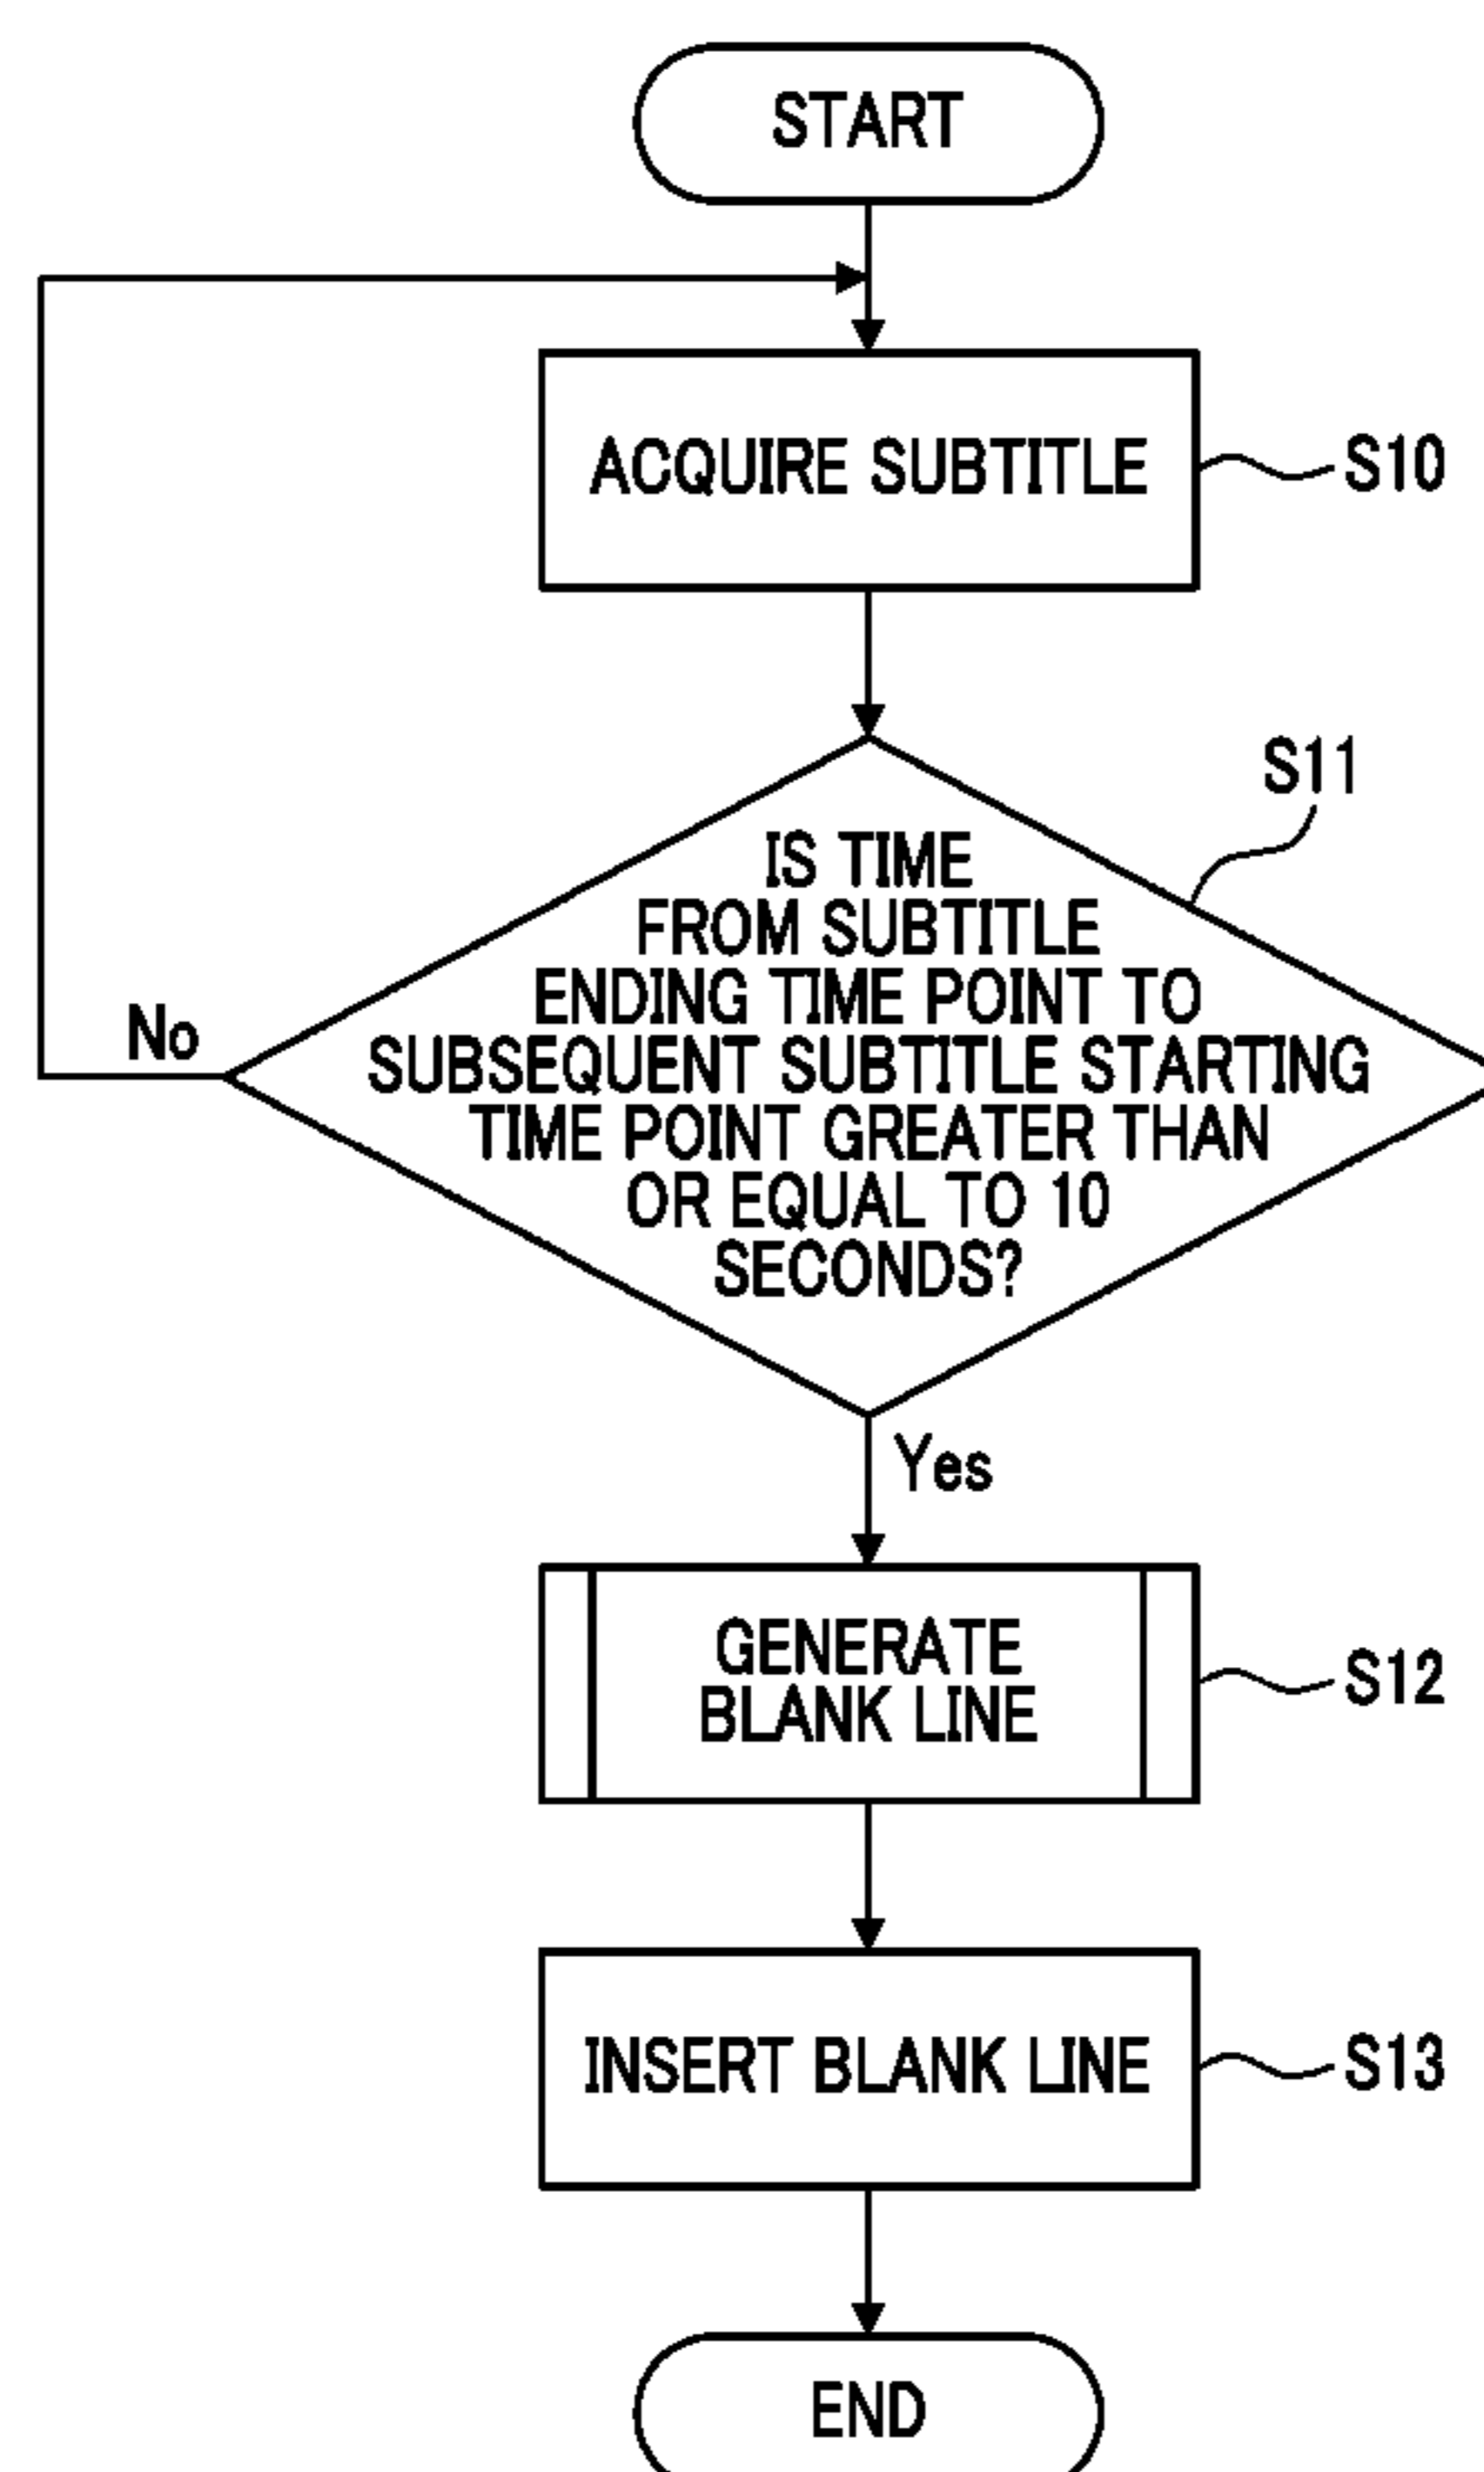 START
ACQUIRE SUBTITLE
S10
S11
IS TIME
FROM SUBTITLE
ENDING TIME POINT TO
SUBSEQUENT SUBTITLE STARTING
TIME POINT GREATER THAN
OR EQUAL TO 10
SECONDS?
No
Yes
GENERATE
BLANK LINE
S12
INSERT BLANK LINE
S13
END